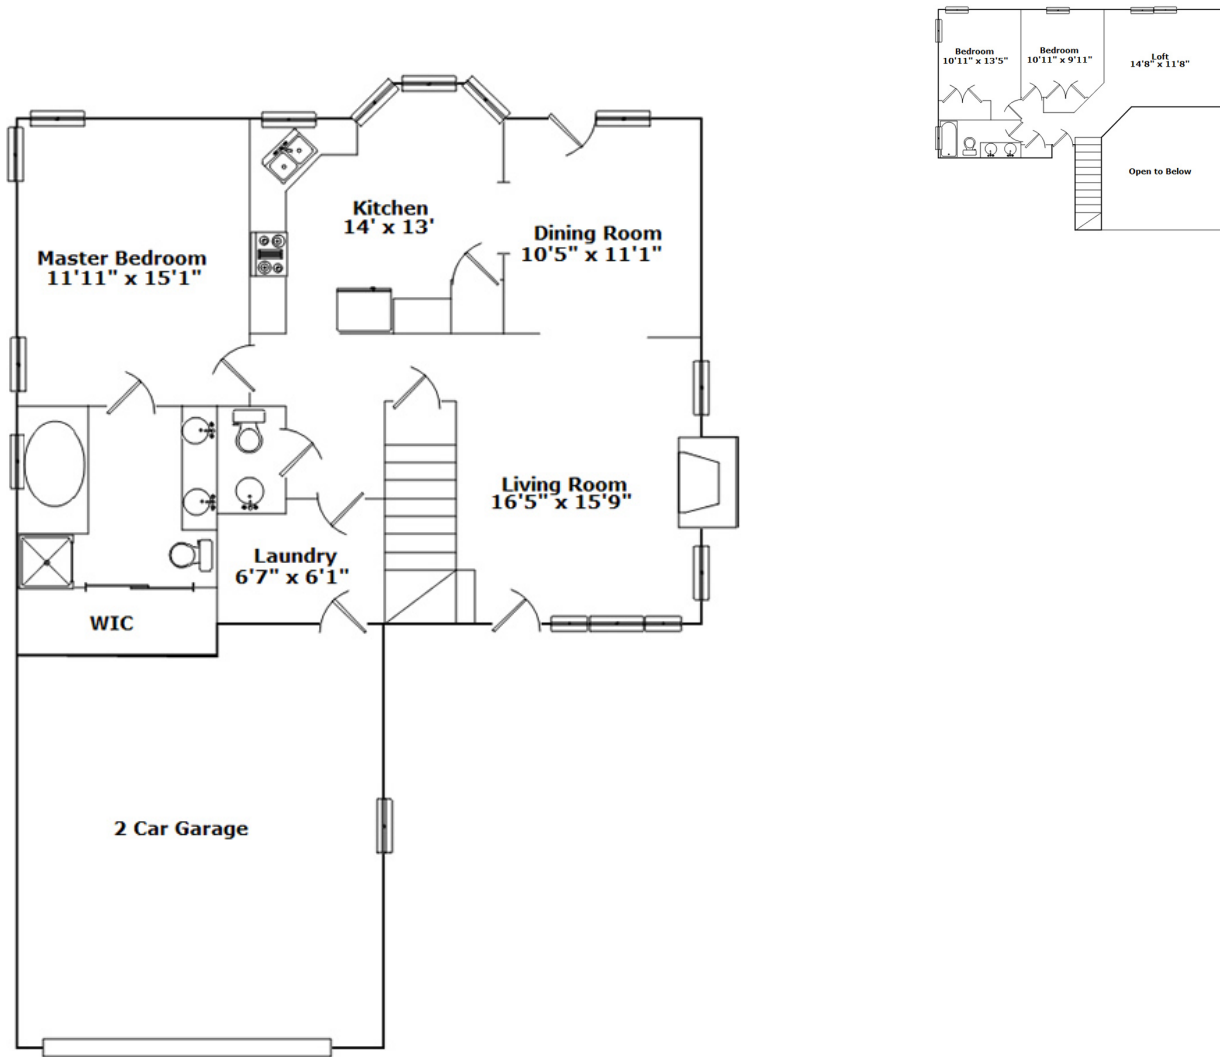 Master Bedroom
11'11" x 15'1"
Kitchen
14' x 13'
Dining Room
10'5" x 11'1"
Living Room
16'5" x 15'9"
Laundry
6'7" x 6'1"
WIC
2 Car Garage
Bedroom
10'11" x 13'5"
Bedroom
10'11" x 9'11"
Loft
14'8" x 11'8"
Open to Below